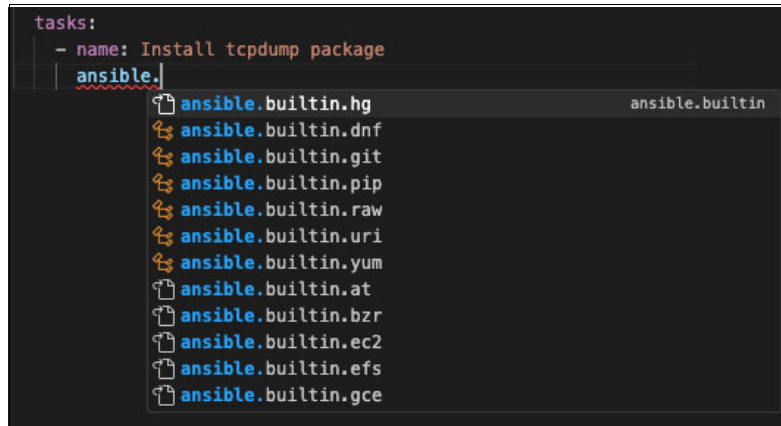 tasks:
- name: Install tcpdump package
ansible.
ansible.builtin.hg ansible.builtin
ansible.builtin.dnf
ansible.builtin.git
ansible.builtin.pip
ansible.builtin.raw
ansible.builtin.uri
ansible.builtin.yum
ansible.builtin.at
ansible.builtin.bzr
ansible.builtin.ec2
ansible.builtin.efs
ansible.builtin.gce